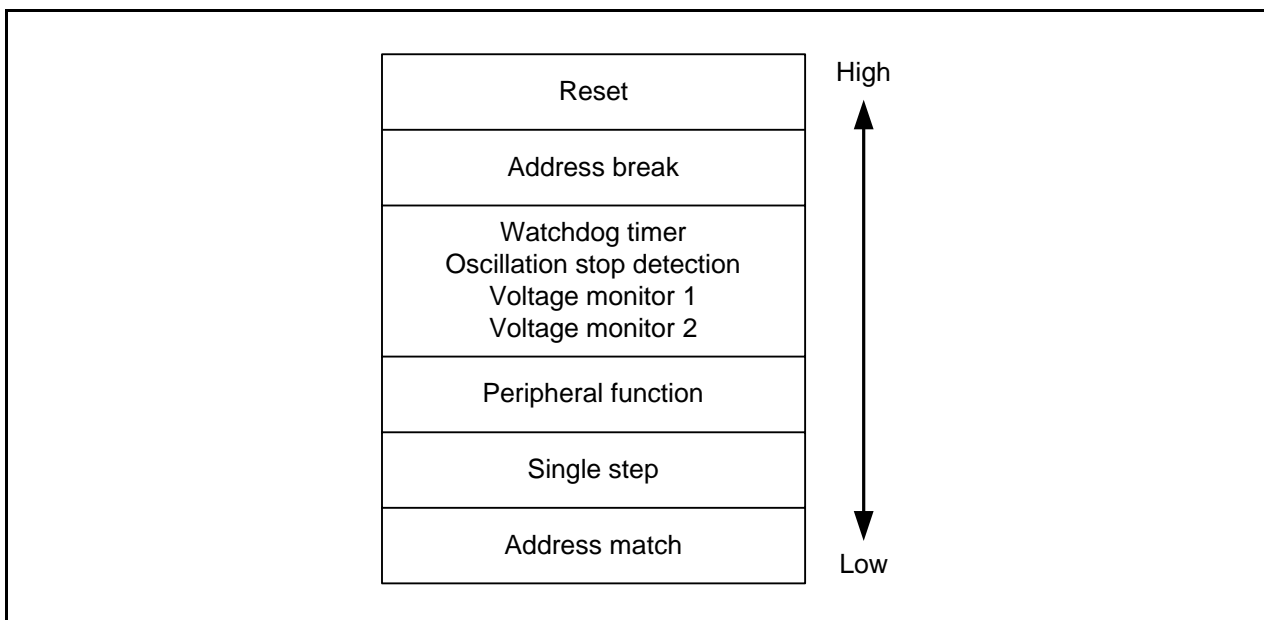 Reset
High
Address break
Watchdog timer
Oscillation stop detection
Voltage monitor 1
Voltage monitor 2
Peripheral function
Single step
Address match
Low